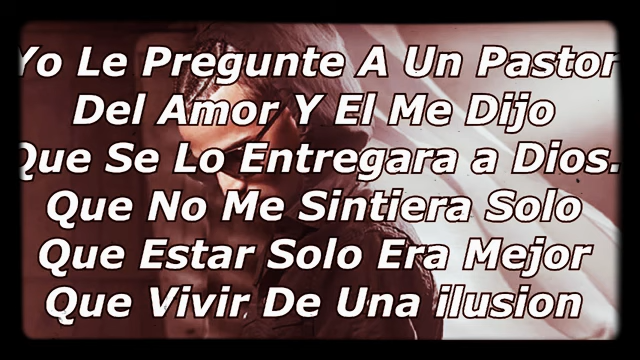 Yo Le Pregunte A Un Pastor
Del Amor Y El Me Dijo
Que Se Lo Entregara a Dios.
Que No Me Sintiera Solo
Que Estar Solo Era Mejor
Que Vivir De Una ilusion